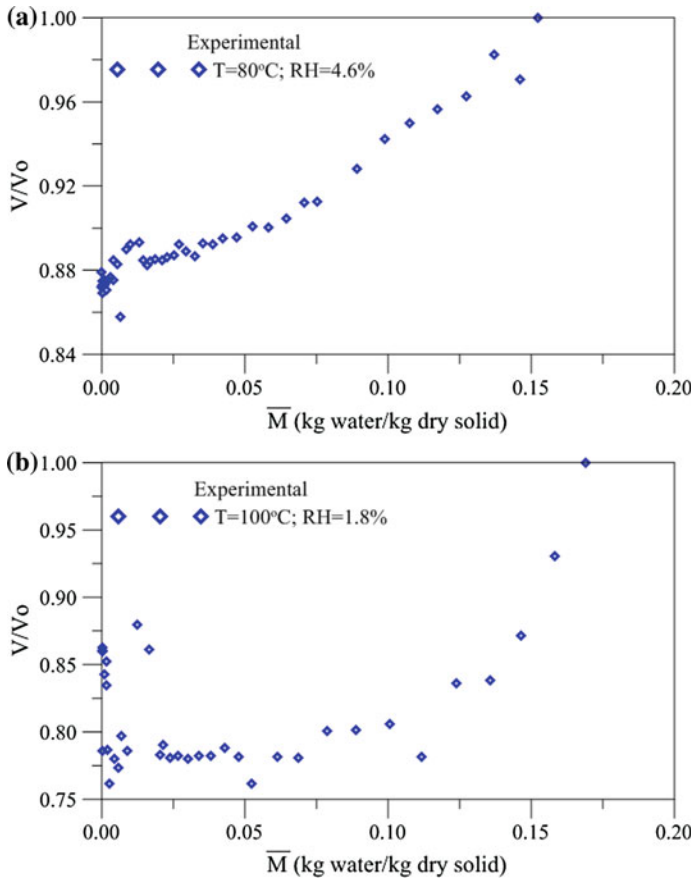 (a)
1.00
0.96
0.92
0.88
0.84
V/Vo
Experimental
T=80°C; RH=4.6%
0.00 0.05 0.10 0.15 0.20
M̅ (kg water/kg dry solid)
(b)
1.00
0.95
0.90
0.85
0.80
0.75
V/Vo
Experimental
T=100°C; RH=1.8%
0.00 0.05 0.10 0.15 0.20
M̅ (kg water/kg dry solid)